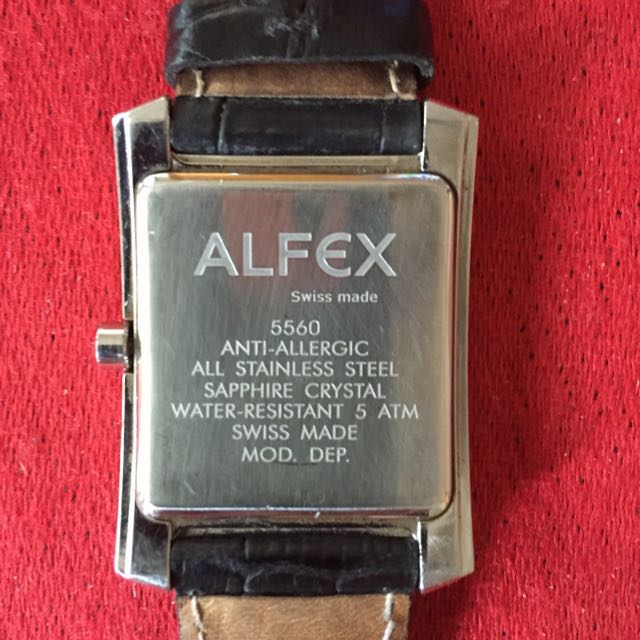 ALFEX
Swiss made
5560
ANTI-ALLERGIC
ALL STAINLESS STEEL
SAPPHIRE CRYSTAL
WATER-RESISTANT 5 ATM
SWISS MADE
MOD. DEP.